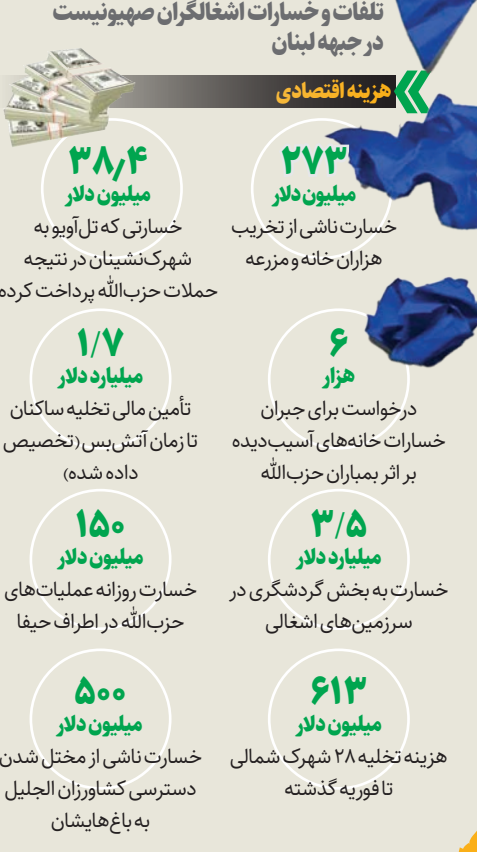 تلفات و خسارات اشغالگران صهیونیست
در جبهه لبنان
هزینه اقتصادی
۲۷۳
میلیون دلار
خسارت ناشی از تخریب
هزاران خانه و مزرعه
۳۸٫۴
میلیون دلار
خسارتی که تل‌آویو به
شهرک‌نشینان در نتیجه
حملات حزب‌الله پرداخت کرده
۶
هزار
درخواست برای جبران
خسارات خانه‌های آسیب‌دیده
بر اثر بمباران حزب‌الله
۱/۷
میلیارد دلار
تأمین مالی تخلیه ساکنان
تا زمان آتش‌بس (تخصیص
داده شده)
۳/۵
میلیارد دلار
خسارت به بخش گردشگری در
سرزمین‌های اشغالی
۱۵۰
میلیون دلار
خسارت روزانه عملیات‌های
حزب‌الله در اطراف حیفا
۶۱۳
میلیون دلار
هزینه تخلیه ۲۸ شهرک شمالی
تا فوریه گذشته
۵۰۰
میلیون دلار
خسارت ناشی از مختل شدن
دسترسی کشاورزان الجلیل
به باغ‌هایشان